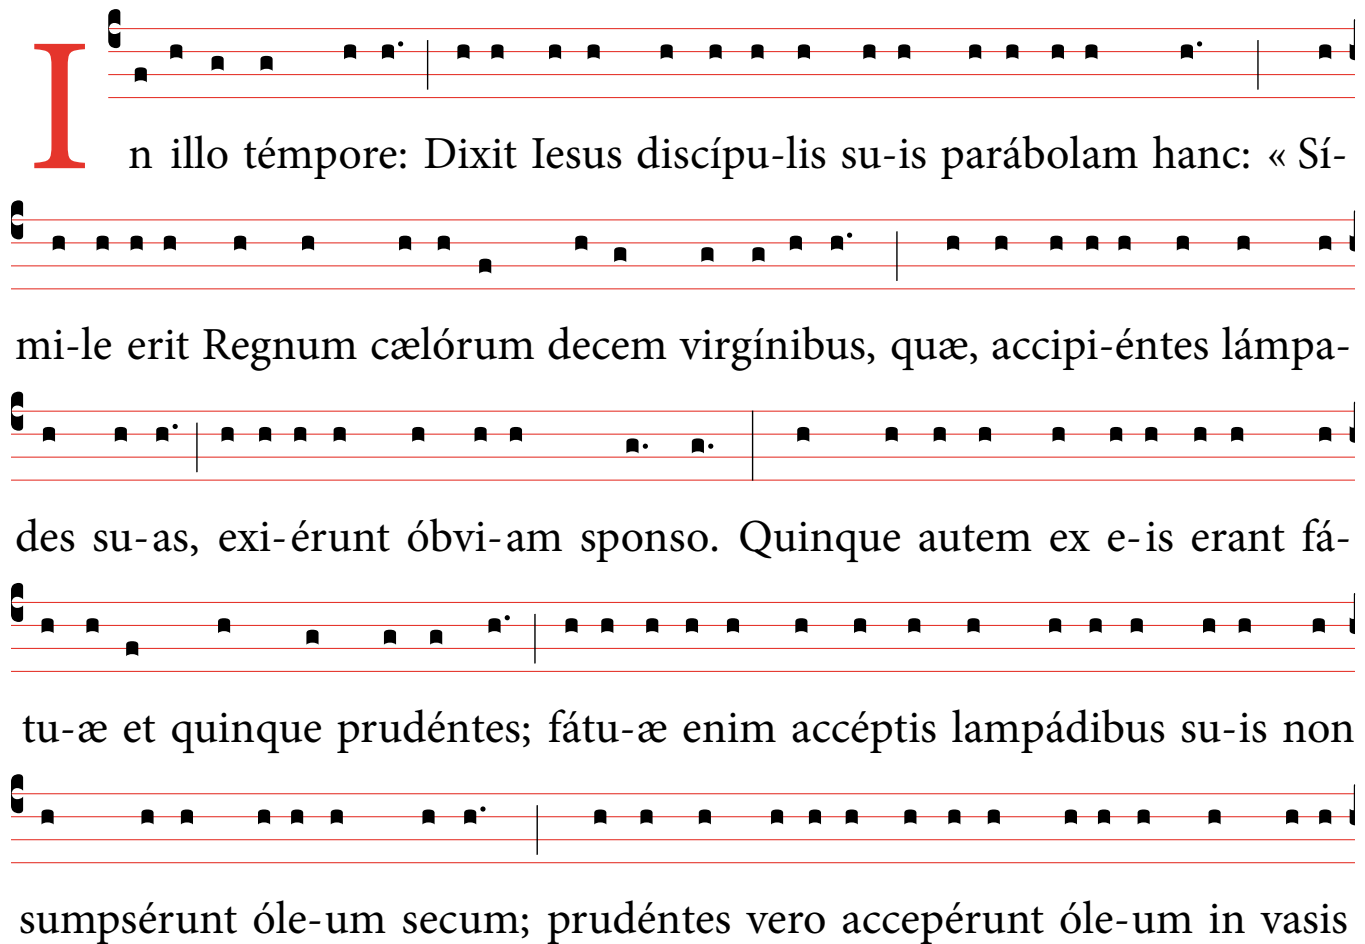 In illo témpore: Dixit Iesus discípu-lis su-is parábolam hanc: « Sí-
mi-le erit Regnum cælórum decem virgínibus, quæ, accipi-éntes lámpa-
des su-as, exi-érunt óbvi-am sponso. Quinque autem ex e-is erant fá-
tu-æ et quinque prudéntes; fátu-æ enim accéptis lampádibus su-is non
sumpsérunt óle-um secum; prudéntes vero accepérunt óle-um in vasis